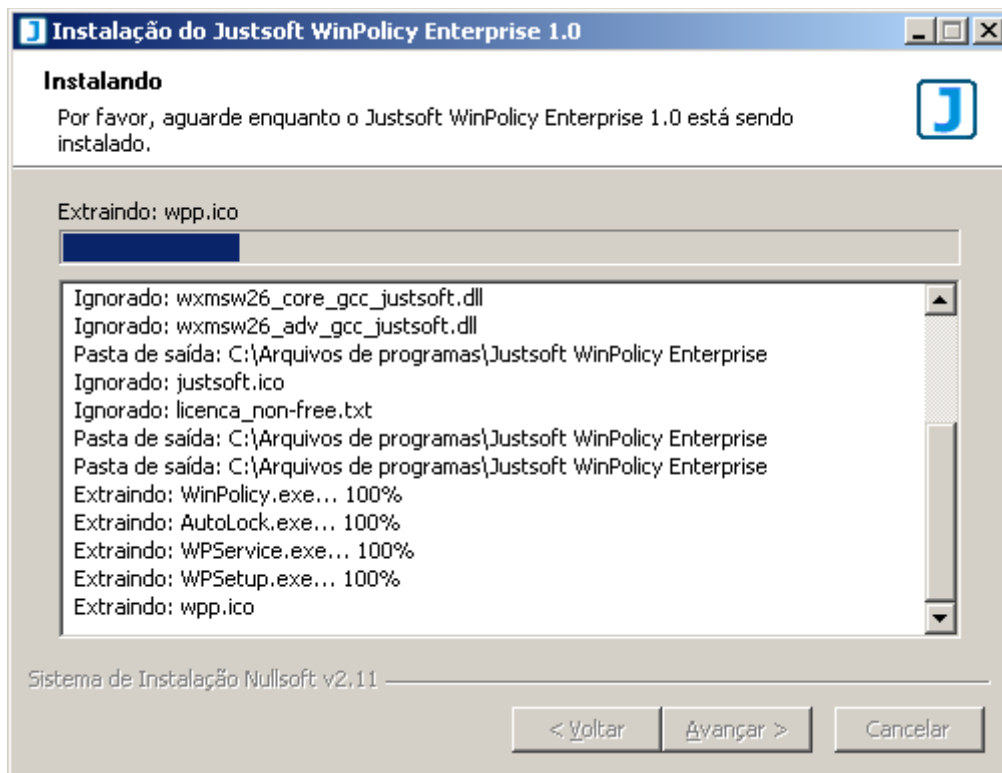 Instalação do Justsoft WinPolicy Enterprise 1.0
Instalando
Por favor, aguarde enquanto o Justsoft WinPolicy Enterprise 1.0 está sendo
instalado.
J
Extraindo: wpp.ico
Ignorado: wxmsw26_core_gcc_justsoft.dll
Ignorado: wxmsw26_adv_gcc_justsoft.dll
Pasta de saída: C:\Arquivos de programas\Justsoft WinPolicy Enterprise
Ignorado: justsoft.ico
Ignorado: licenca_non-free.txt
Pasta de saída: C:\Arquivos de programas\Justsoft WinPolicy Enterprise
Pasta de saída: C:\Arquivos de programas\Justsoft WinPolicy Enterprise
Extraindo: WinPolicy.exe... 100%
Extraindo: AutoLock.exe... 100%
Extraindo: WPService.exe... 100%
Extraindo: WPSetup.exe... 100%
Extraindo: wpp.ico
Sistema de Instalação Nullsoft v2.11
< Voltar Avançar > Cancelar